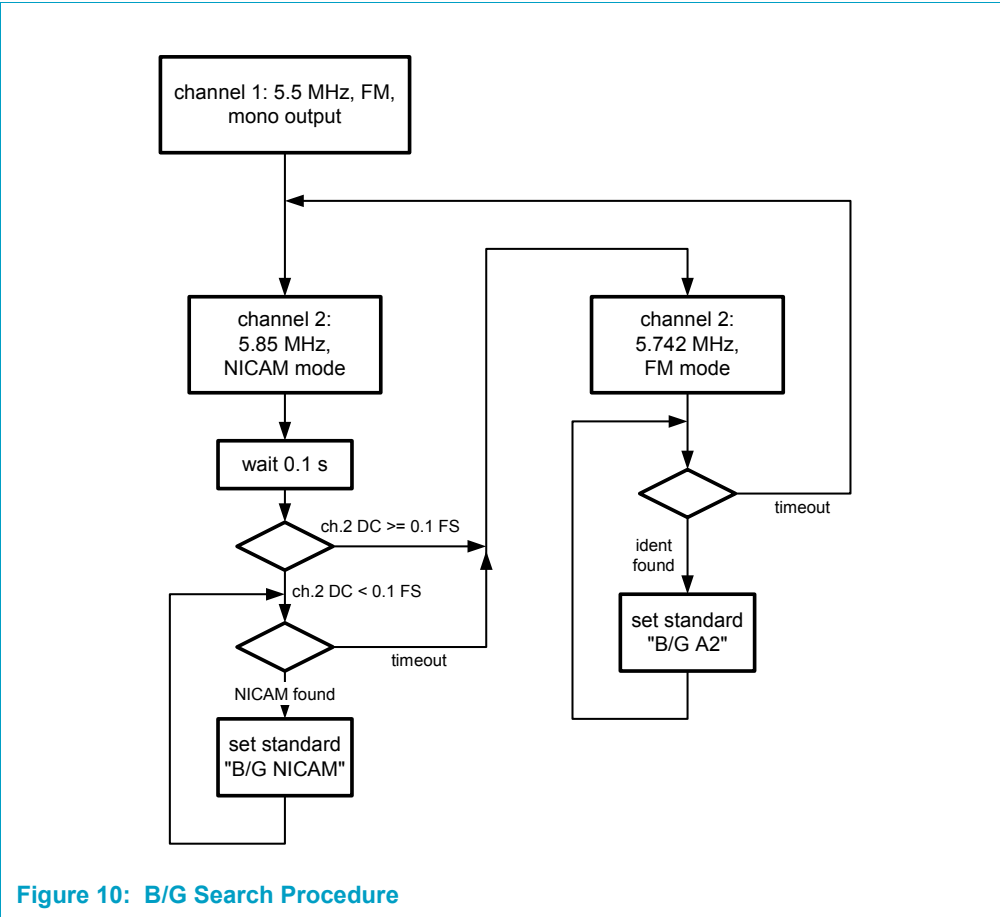 channel 1: 5.5 MHz, FM,
mono output
channel 2:
5.85 MHz,
NICAM mode
wait 0.1 s
ch.2 DC >= 0.1 FS
ch.2 DC < 0.1 FS
timeout
NICAM found
set standard
"B/G NICAM"
channel 2:
5.742 MHz,
FM mode
timeout
ident
found
set standard
"B/G A2"
Figure 10: B/G Search Procedure